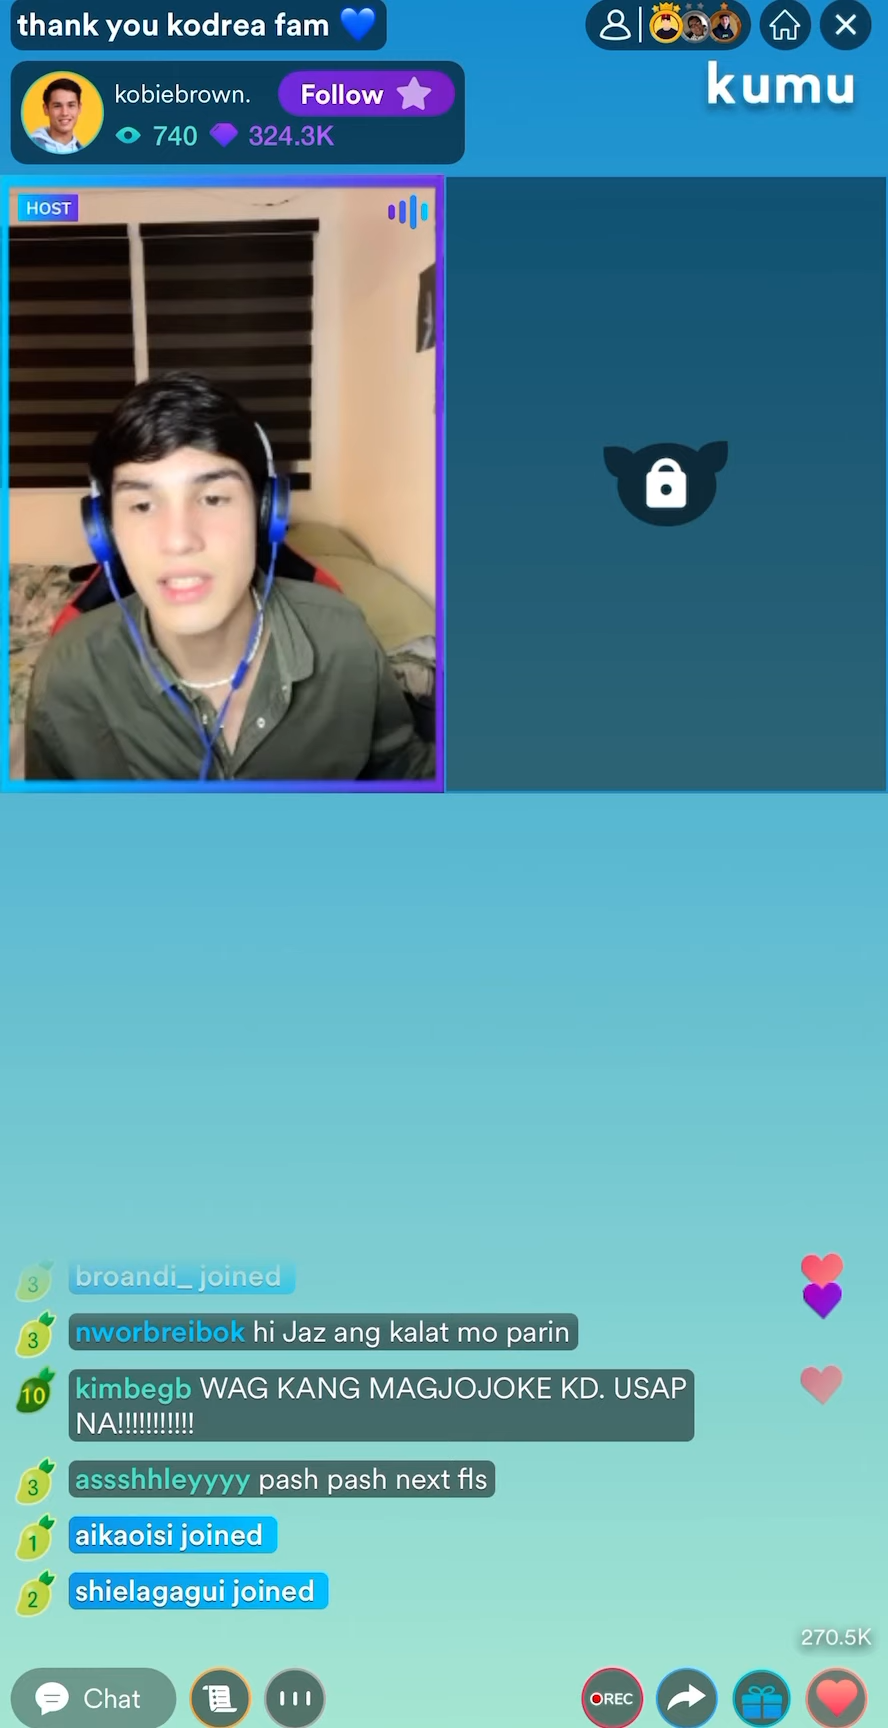 thank you kodrea fam 💙
kumu
kobiebrown.
Follow
740
324.3K
HOST
3
broandi_ joined
3
nworbreibok hi Jaz ang kalat mo parin
10
kimbegb WAG KANG MAGJOJOKE KD. USAP
NA!!!!!!!!!!!
3
assshhleyyyy pash pash next fls
1
aikaoisi joined
2
shielagagui joined
270.5K
Chat
REC